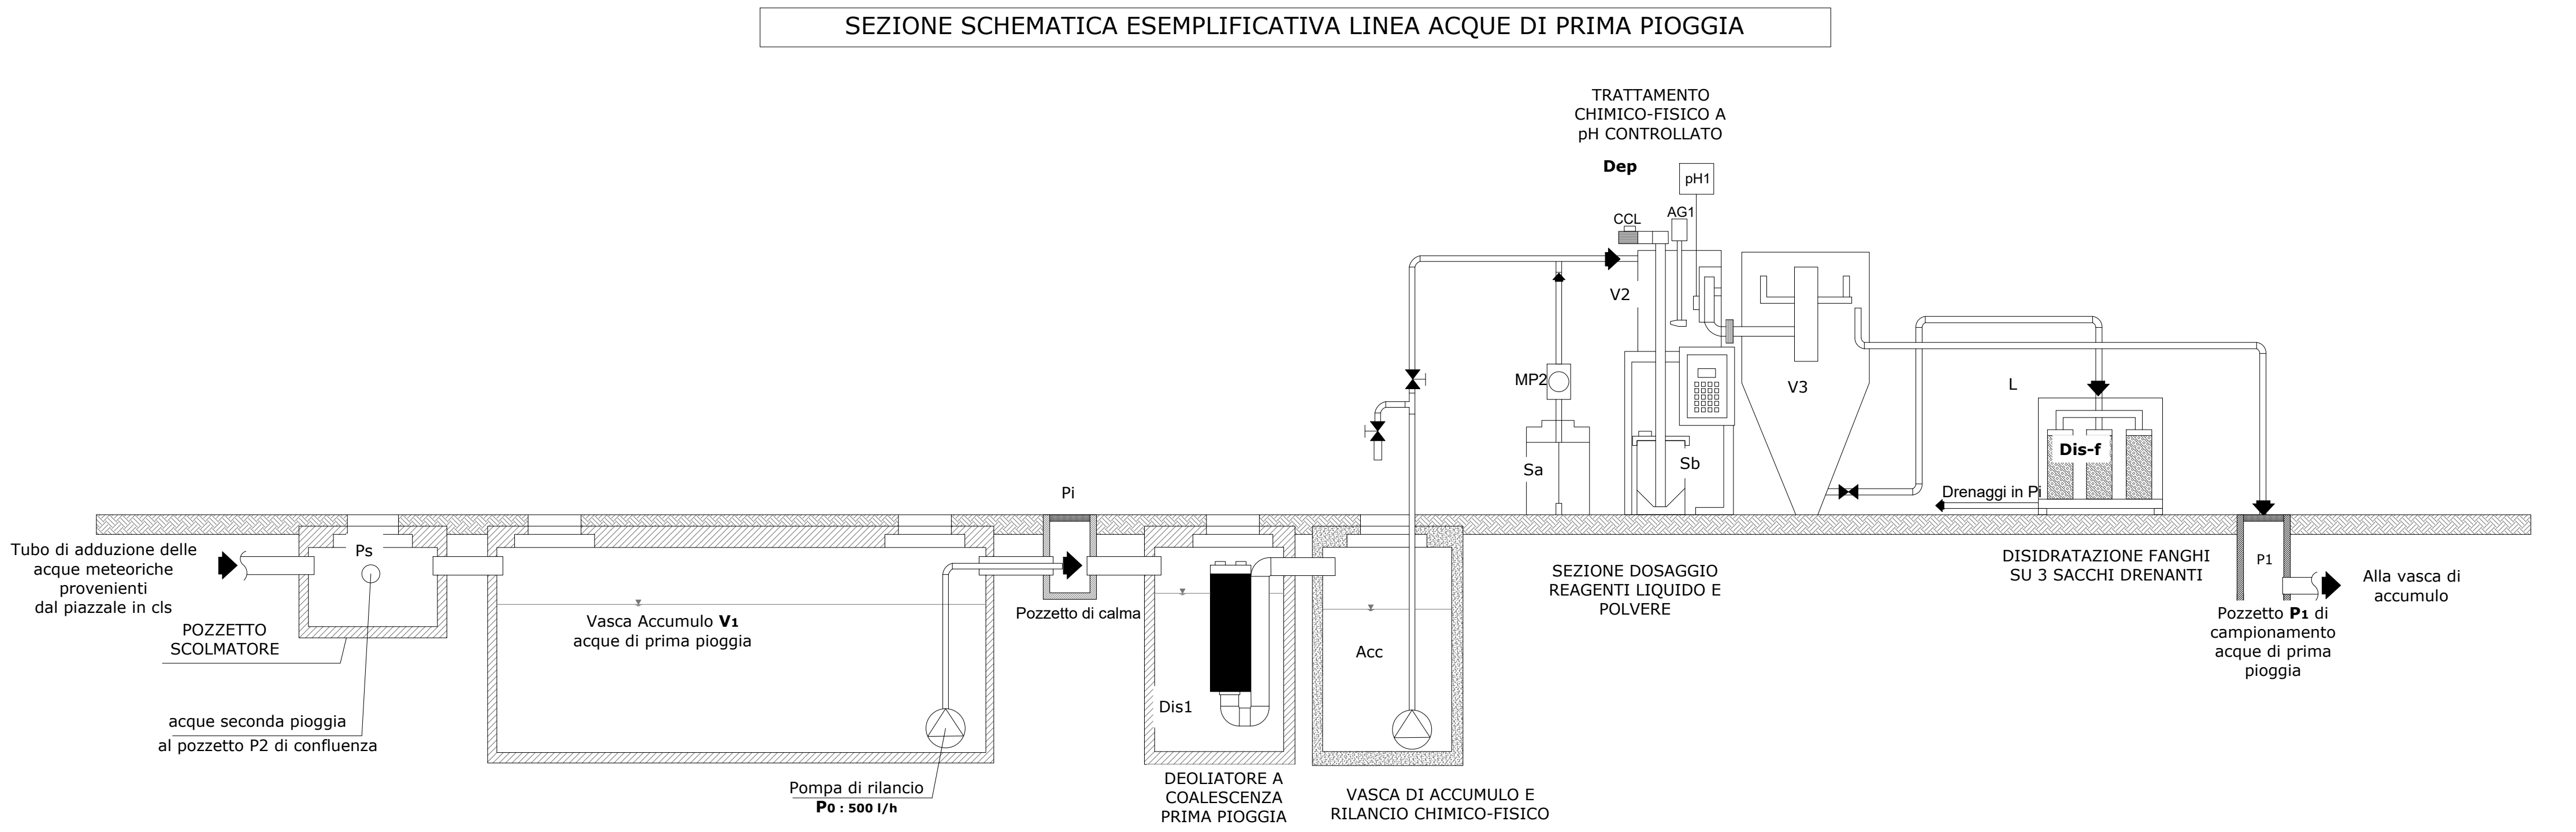 SEZIONE SCHEMATICA ESEMPLIFICATIVA LINEA ACQUE DI PRIMA PIOGGIA
TRATTAMENTO
CHIMICO-FISICO A
pH CONTROLLATO
Dep
pH1
CCL
AG1
V2
MP2
V3
L
Sa
Sb
Dis-f
Drenaggi in Pi
Pi
Tubo di adduzione delle
acque meteoriche
provenienti
dal piazzale in cls
Ps
POZZETTO
SCOLMATORE
acque seconda pioggia
al pozzetto P2 di confluenza
Vasca Accumulo V1
acque di prima pioggia
Pompa di rilancio
P0 : 500 l/h
Pozzetto di calma
Dis1
DEOLIATORE A
COALESCENZA
PRIMA PIOGGIA
Acc
VASCA DI ACCUMULO E
RILANCIO CHIMICO-FISICO
SEZIONE DOSAGGIO
REAGENTI LIQUIDO E
POLVERE
DISIDRATAZIONE FANGHI
SU 3 SACCHI DRENANTI
P1
Alla vasca di
accumulo
Pozzetto P1 di
campionamento
acque di prima
pioggia